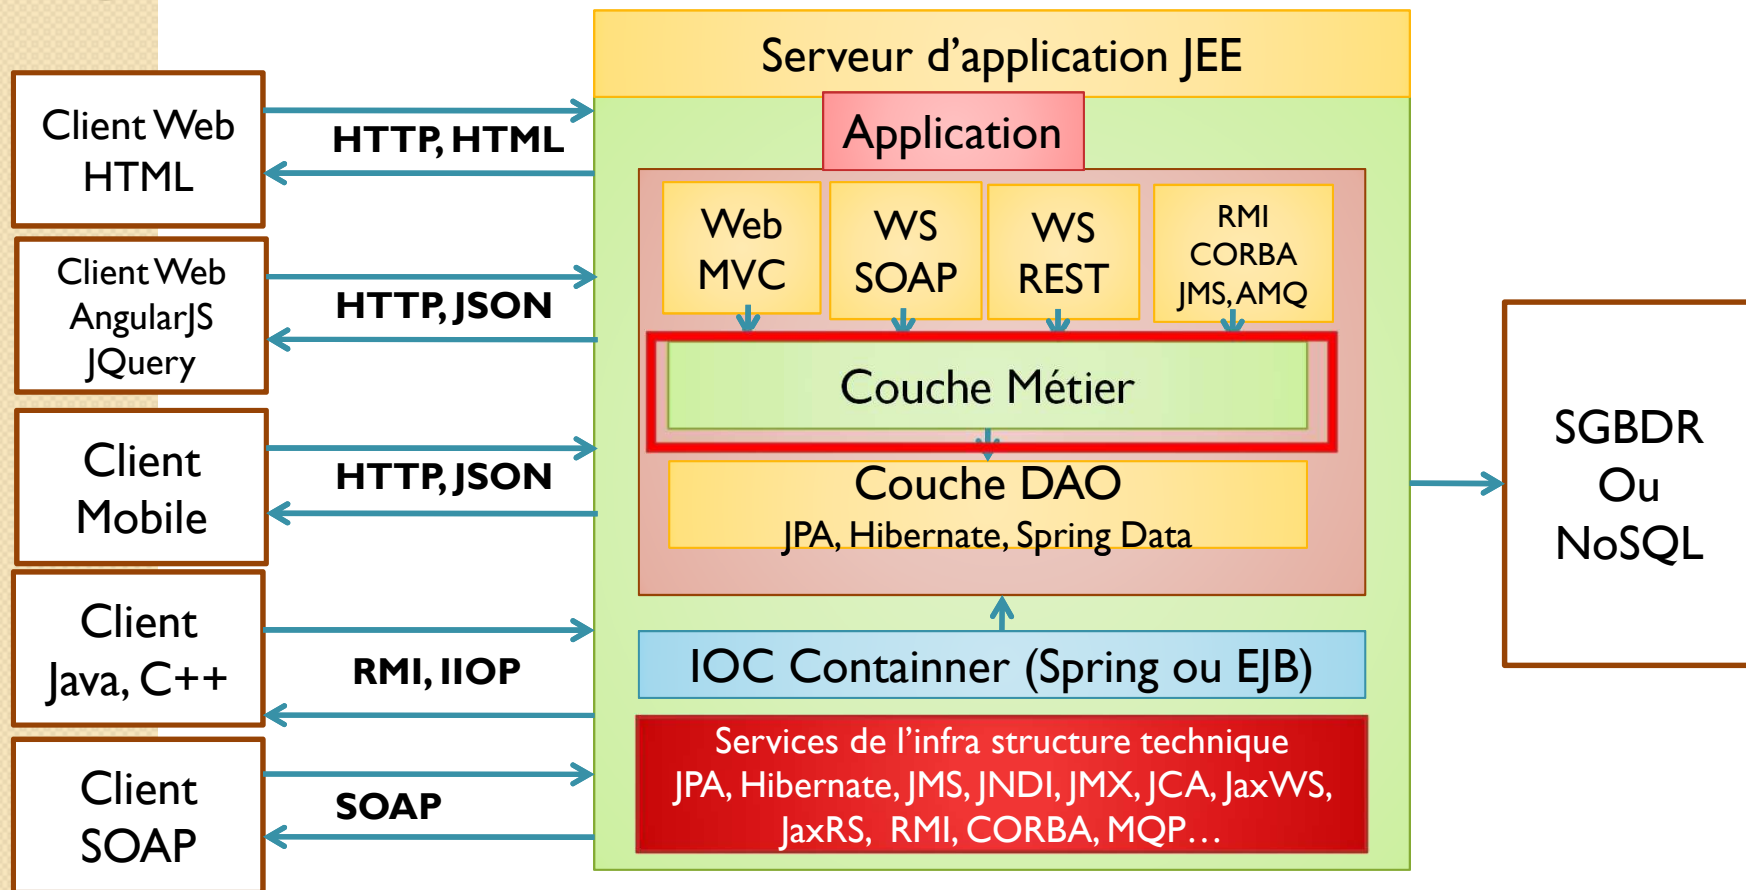 Serveur d’application JEE
Application
Client Web
HTML
HTTP, HTML
Client Web
AngularJS
JQuery
HTTP, JSON
Client
Mobile
HTTP, JSON
Client
Java, C++
RMI, IIOP
Client
SOAP
SOAP
Web
MVC
WS
SOAP
WS
REST
RMI
CORBA
JMS, AMQ
Couche Métier
Couche DAO
JPA, Hibernate, Spring Data
IOC Containner (Spring ou EJB)
Services de l’infra structure technique
JPA, Hibernate, JMS, JNDI, JMX, JCA, JaxWS,
JaxRS, RMI, CORBA, MQP…
SGBDR
Ou
NoSQL